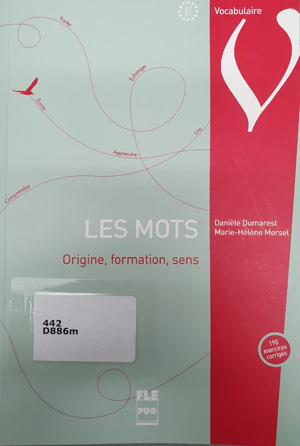 Vocabulaire
Parler
Échanger
Écrire
Lire
Apprendre
Comprendre
LES MOTS
Danièle Dumarest
Marie-Hélène Morsel
Origine, formation, sens
442
D886m
190
exercices
corrigés
FLE
PUG